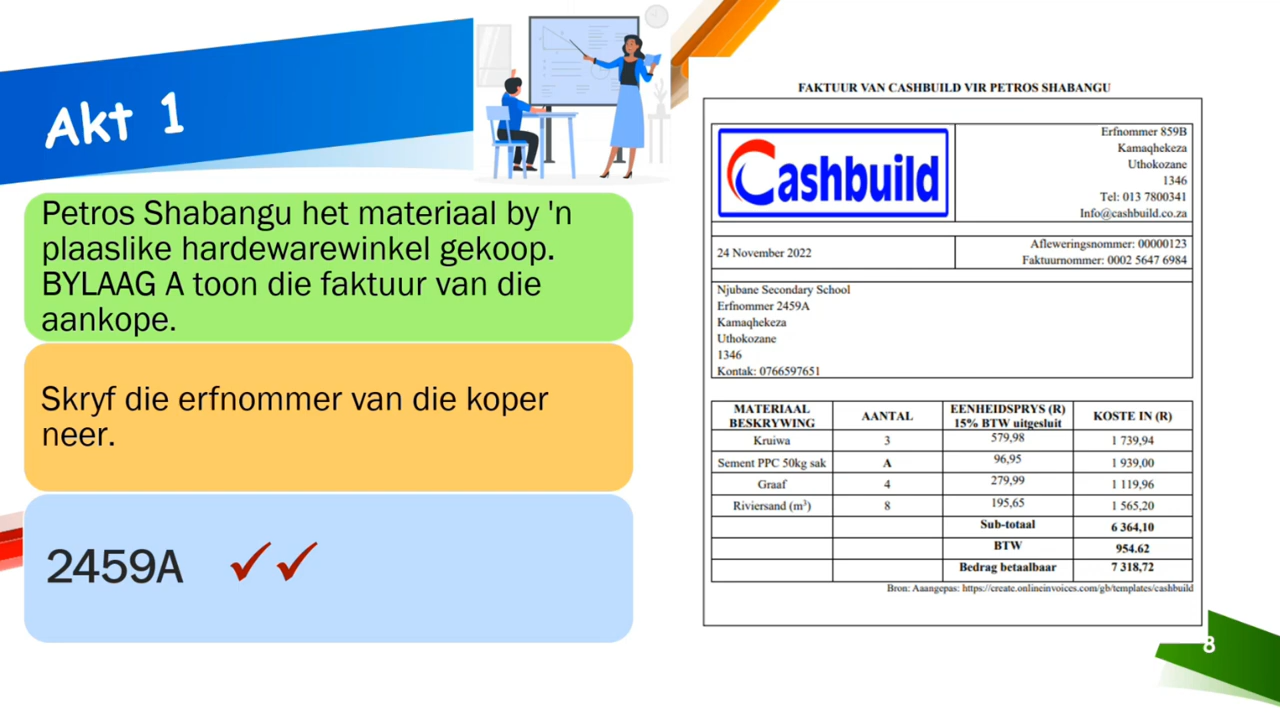 Akt 1
Petros Shabangu het materiaal by 'n
plaaslike hardewarewinkel gekoop.
BYLAAG A toon die faktuur van die
aankope.
Skryf die erfnommer van die koper
neer.
2459A
FAKTUUR VAN CASHBUILD VIR PETROS SHABANGU
Cashbuild
Erfnommer 859B
Kamaqhekeza
Uthokozane
1346
Tel: 013 7800341
Info@cashbuild.co.za
24 November 2022
Afleweringsnommer: 00000123
Faktuurnommer: 0002 5647 6984
Njubane Secondary School
Erfnommer 2459A
Kamaqhekeza
Uthokozane
1346
Kontak: 0766597651
MATERIAAL BESKRYWING AANTAL EENHEIDSPRYS (R) 15% BTW uitgesluit KOSTE IN (R)
Kruiwa 3 579,98 1 739,94
Sement PPC 50kg sak A 96,95 1 939,00
Graaf 4 279,99 1 119,96
Riviersand (m³) 8 195,65 1 565,20
Sub-totaal 6 364,10
BTW 954.62
Bedrag betaalbaar 7 318,72
Bron: Aaangepas: https://create.onlineinvoices.com/gb/templates/cashbuild
8